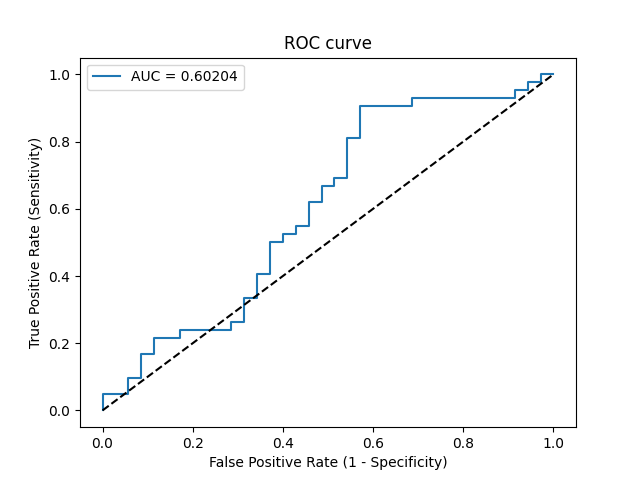 ROC curve
AUC = 0.60204
True Positive Rate (Sensitivity)
1.0
0.8
0.6
0.4
0.2
0.0
0.0 0.2 0.4 0.6 0.8 1.0
False Positive Rate (1 - Specificity)